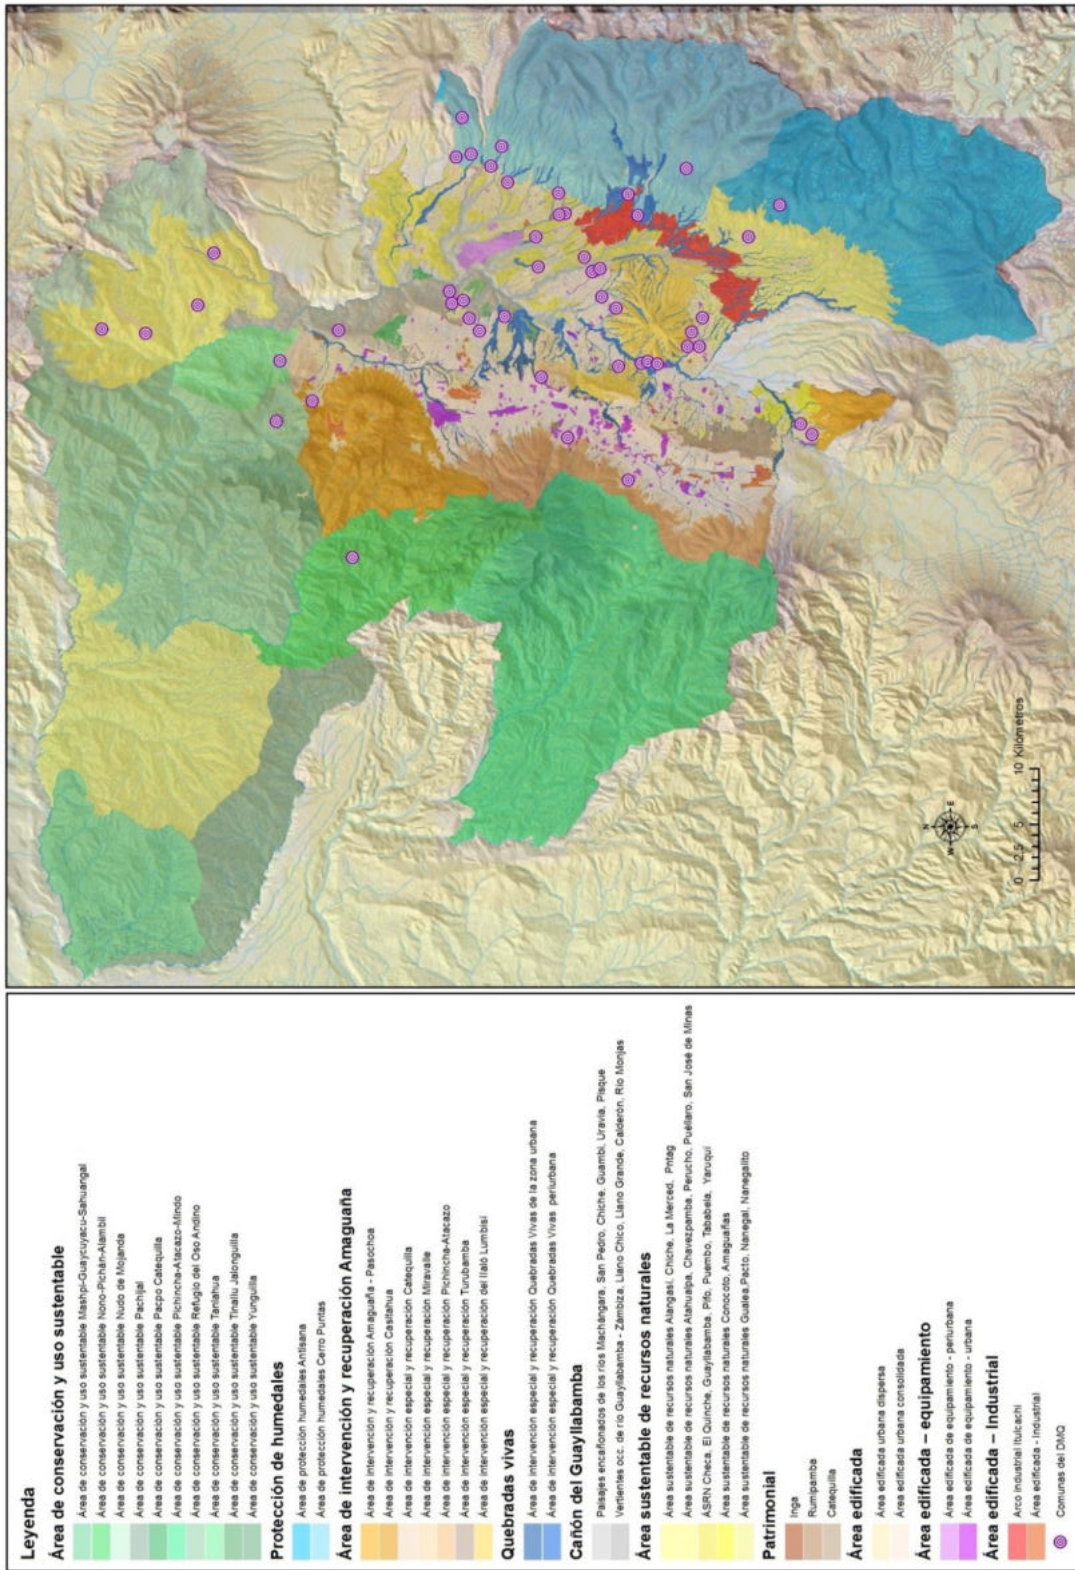 Leyenda
Área de conservación y uso sustentable
Área de conservación y uso sustentable Mashpi-Guaycuyacu-Sahuangal
Área de conservación y uso sustentable Nono-Pichán-Alambil
Área de conservación y uso sustentable Nudo de Mojanda
Área de conservación y uso sustentable Pachijal
Área de conservación y uso sustentable Pacpo Catequilla
Área de conservación y uso sustentable Pichincha-Atacazo-Mindo
Área de conservación y uso sustentable Refugio del Oso Andino
Área de conservación y uso sustentable Tanlahua
Área de conservación y uso sustentable Tinallu Jalonguilla
Área de conservación y uso sustentable Yunguilla
Protección de humedales
Área de protección humedales Antisana
Área de protección humedales Cerro Puntas
Área de intervención y recuperación Amaguaña
Área de intervención y recuperación Amaguaña - Pasochoa
Área de intervención y recuperación Casitahua
Área de intervención especial y recuperación Catequilla
Área de intervención especial y recuperación Miravalle
Área de intervención especial y recuperación Pichincha-Atacazo
Área de intervención especial y recuperación Turubamba
Área de intervención especial y recuperación del Ilaló Lumbisí
Quebradas vivas
Área de intervención especial y recuperación Quebradas Vivas de la zona urbana
Área de intervención especial y recuperación Quebradas Vivas periurbana
Cañón del Guayllabamba
Paisajes encañonados de los ríos Machángara, San Pedro, Chiche, Guambi, Uravia, Pisque
Vertientes occ. de río Guayllabamba - Zámbiza, Llano Chico, Llano Grande, Calderón, Río Monjas
Área sustentable de recursos naturales
Área sustentable de recursos naturales Alangasí, Chiche, La Merced, Pntag
Área sustentable de recursos naturales Atahualpa, Chavezpamba, Perucho, Puéllaro, San José de Minas
ASRN Checa, El Quinche, Guayllabamba, Pifo, Puembo, Tababela, Yaruquí
Área sustentable de recursos naturales Conocoto, Amaguañas
Área sustentable de recursos naturales Gualea,Pacto, Nanegal, Nanegalito
Patrimonial
Inga
Rumipamba
Catequilla
Área edificada
Área edificada urbana dispersa
Área edificada urbana consolidada
Área edificada – equipamiento
Área edificada de equipamiento - periurbana
Área edificada de equipamiento - urbana
Área edificada – Industrial
Arco industrial Itulcachi
Área edificada - Industrial
Comunas del DMQ
N
W E
S
0 2,5 5 10 Kilómetros